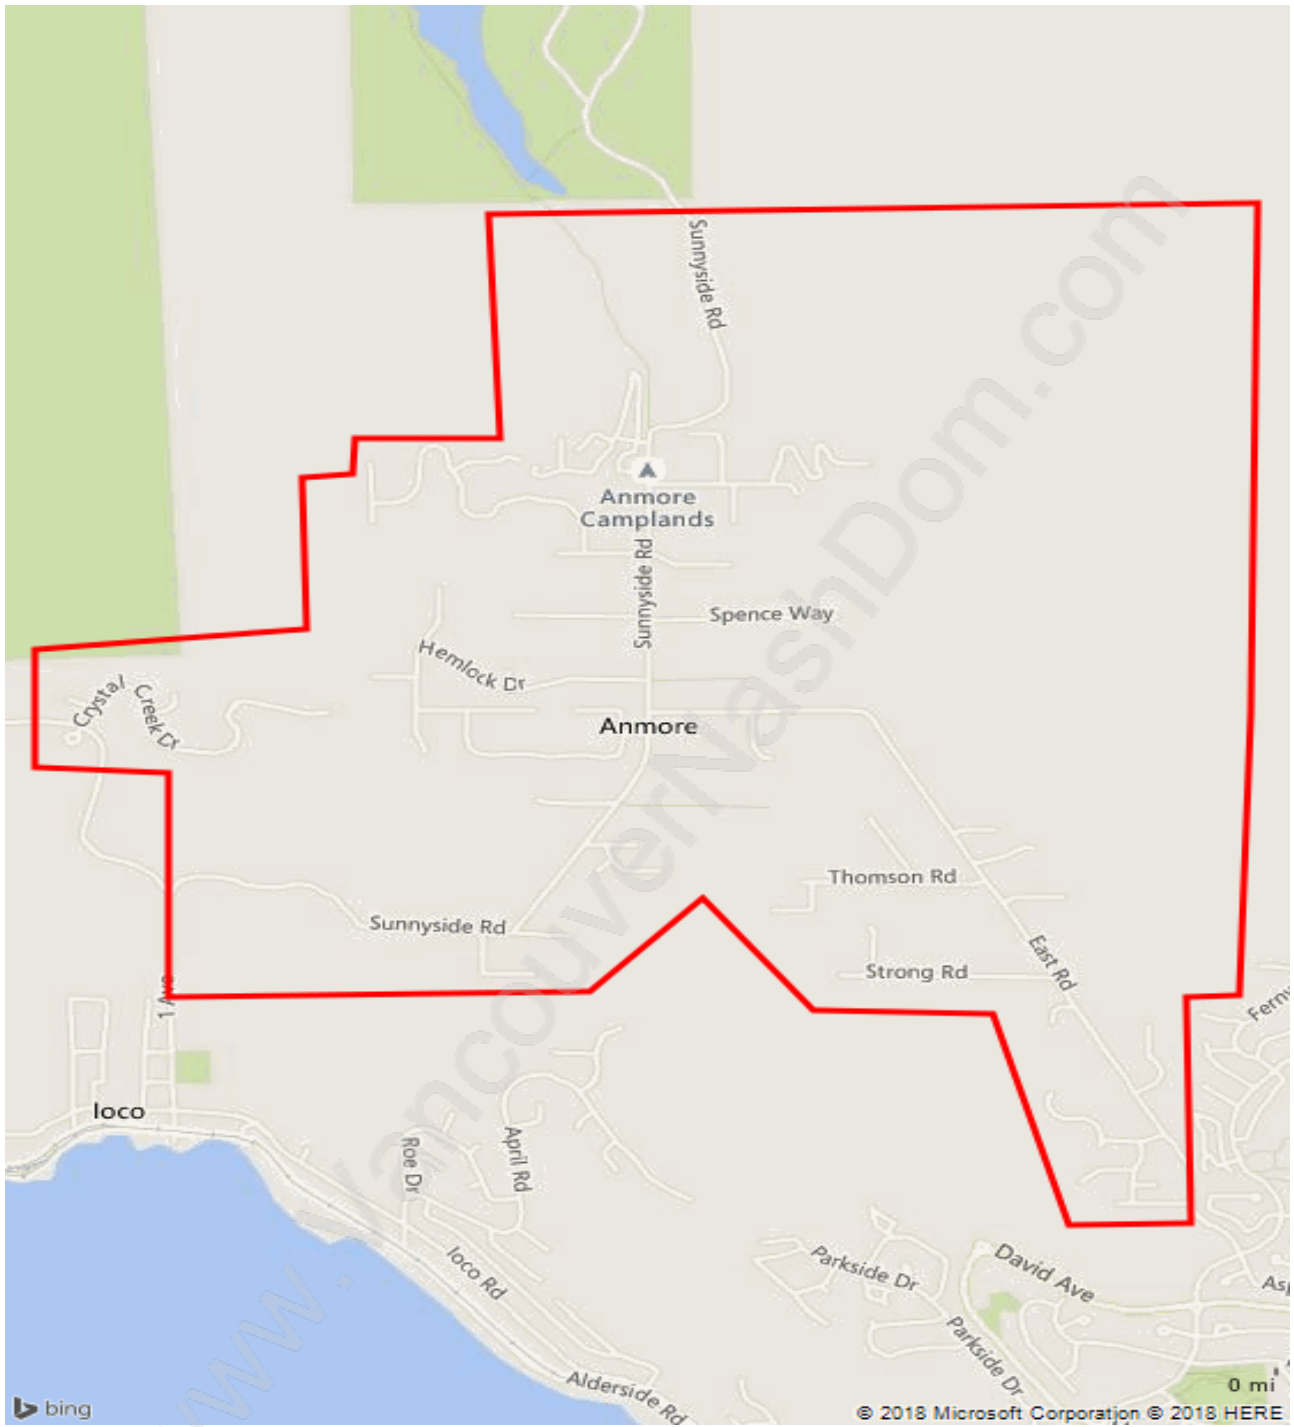 Sunnyside Rd
Anmore
Camplands
Sunnyside Rd
Spence Way
Hemlock Dr
Crystal
Creek Dr
Anmore
Thomson Rd
Sunnyside Rd
East Rd
Strong Rd
1 Ave
Ferny
Ioco
Roe Dr
April Rd
Ioco Rd
Parkside Dr
David Ave
Parkside Dr
Alderside Rd
0 mi
bing
© 2018 Microsoft Corporation © 2018 HERE
www.VancouverNashDom.com